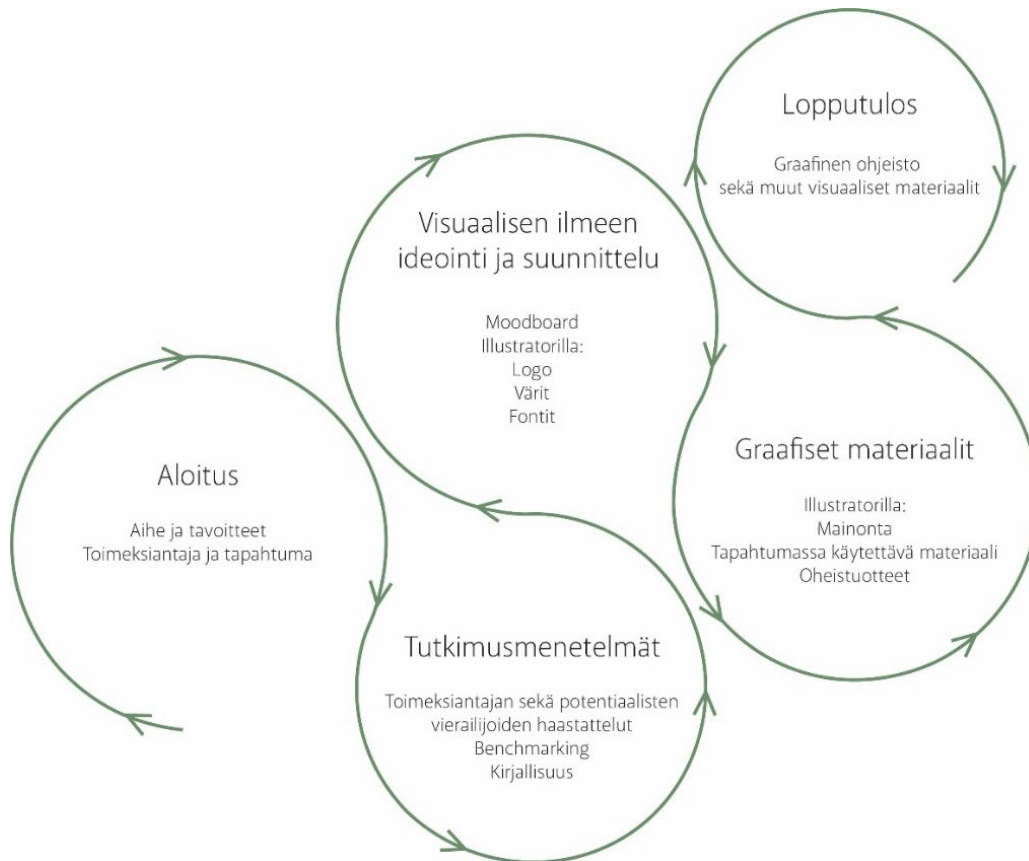 Aloitus
Aihe ja tavoitteet
Toimeksiantaja ja tapahtuma
Tutkimusmenetelmät
Toimeksiantajan sekä potentiaalisten
vierailijoiden haastattelut
Benchmarking
Kirjallisuus
Visuaalisen ilmeen
ideointi ja suunnittelu
Moodboard
Illustratorilla:
Logo
Värit
Fontit
Graafiset materiaalit
Illustratorilla:
Mainonta
Tapahtumassa käytettävä materiaali
Oheistuotteet
Lopputulos
Graafinen ohjeisto
sekä muut visuaaliset materiaalit